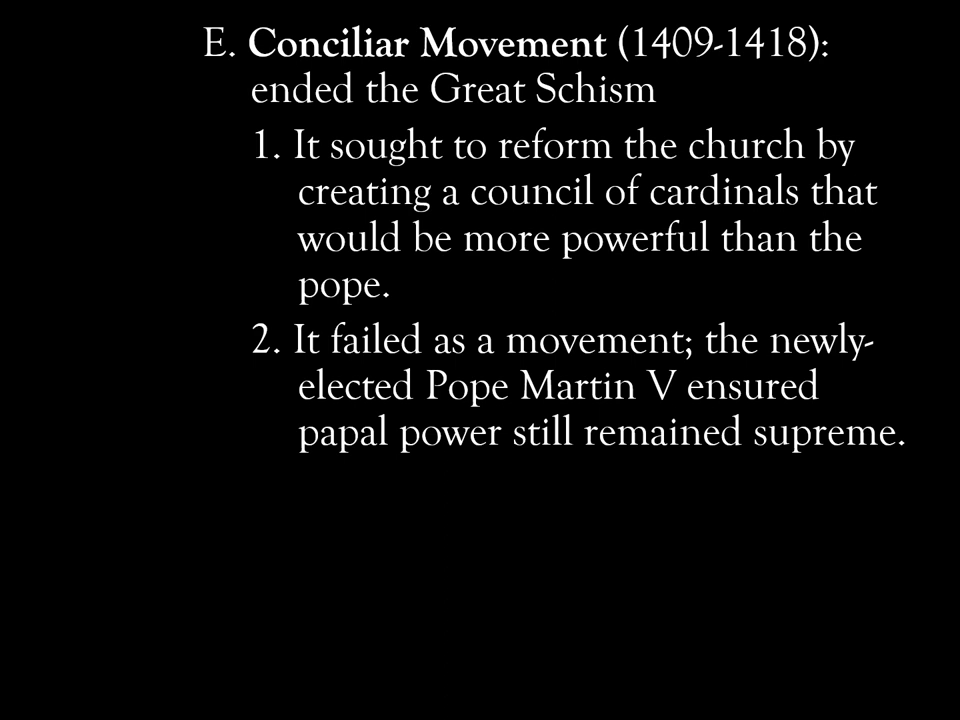 E. Conciliar Movement (1409-1418):
ended the Great Schism
1. It sought to reform the church by
creating a council of cardinals that
would be more powerful than the
pope.
2. It failed as a movement; the newly-
elected Pope Martin V ensured
papal power still remained supreme.